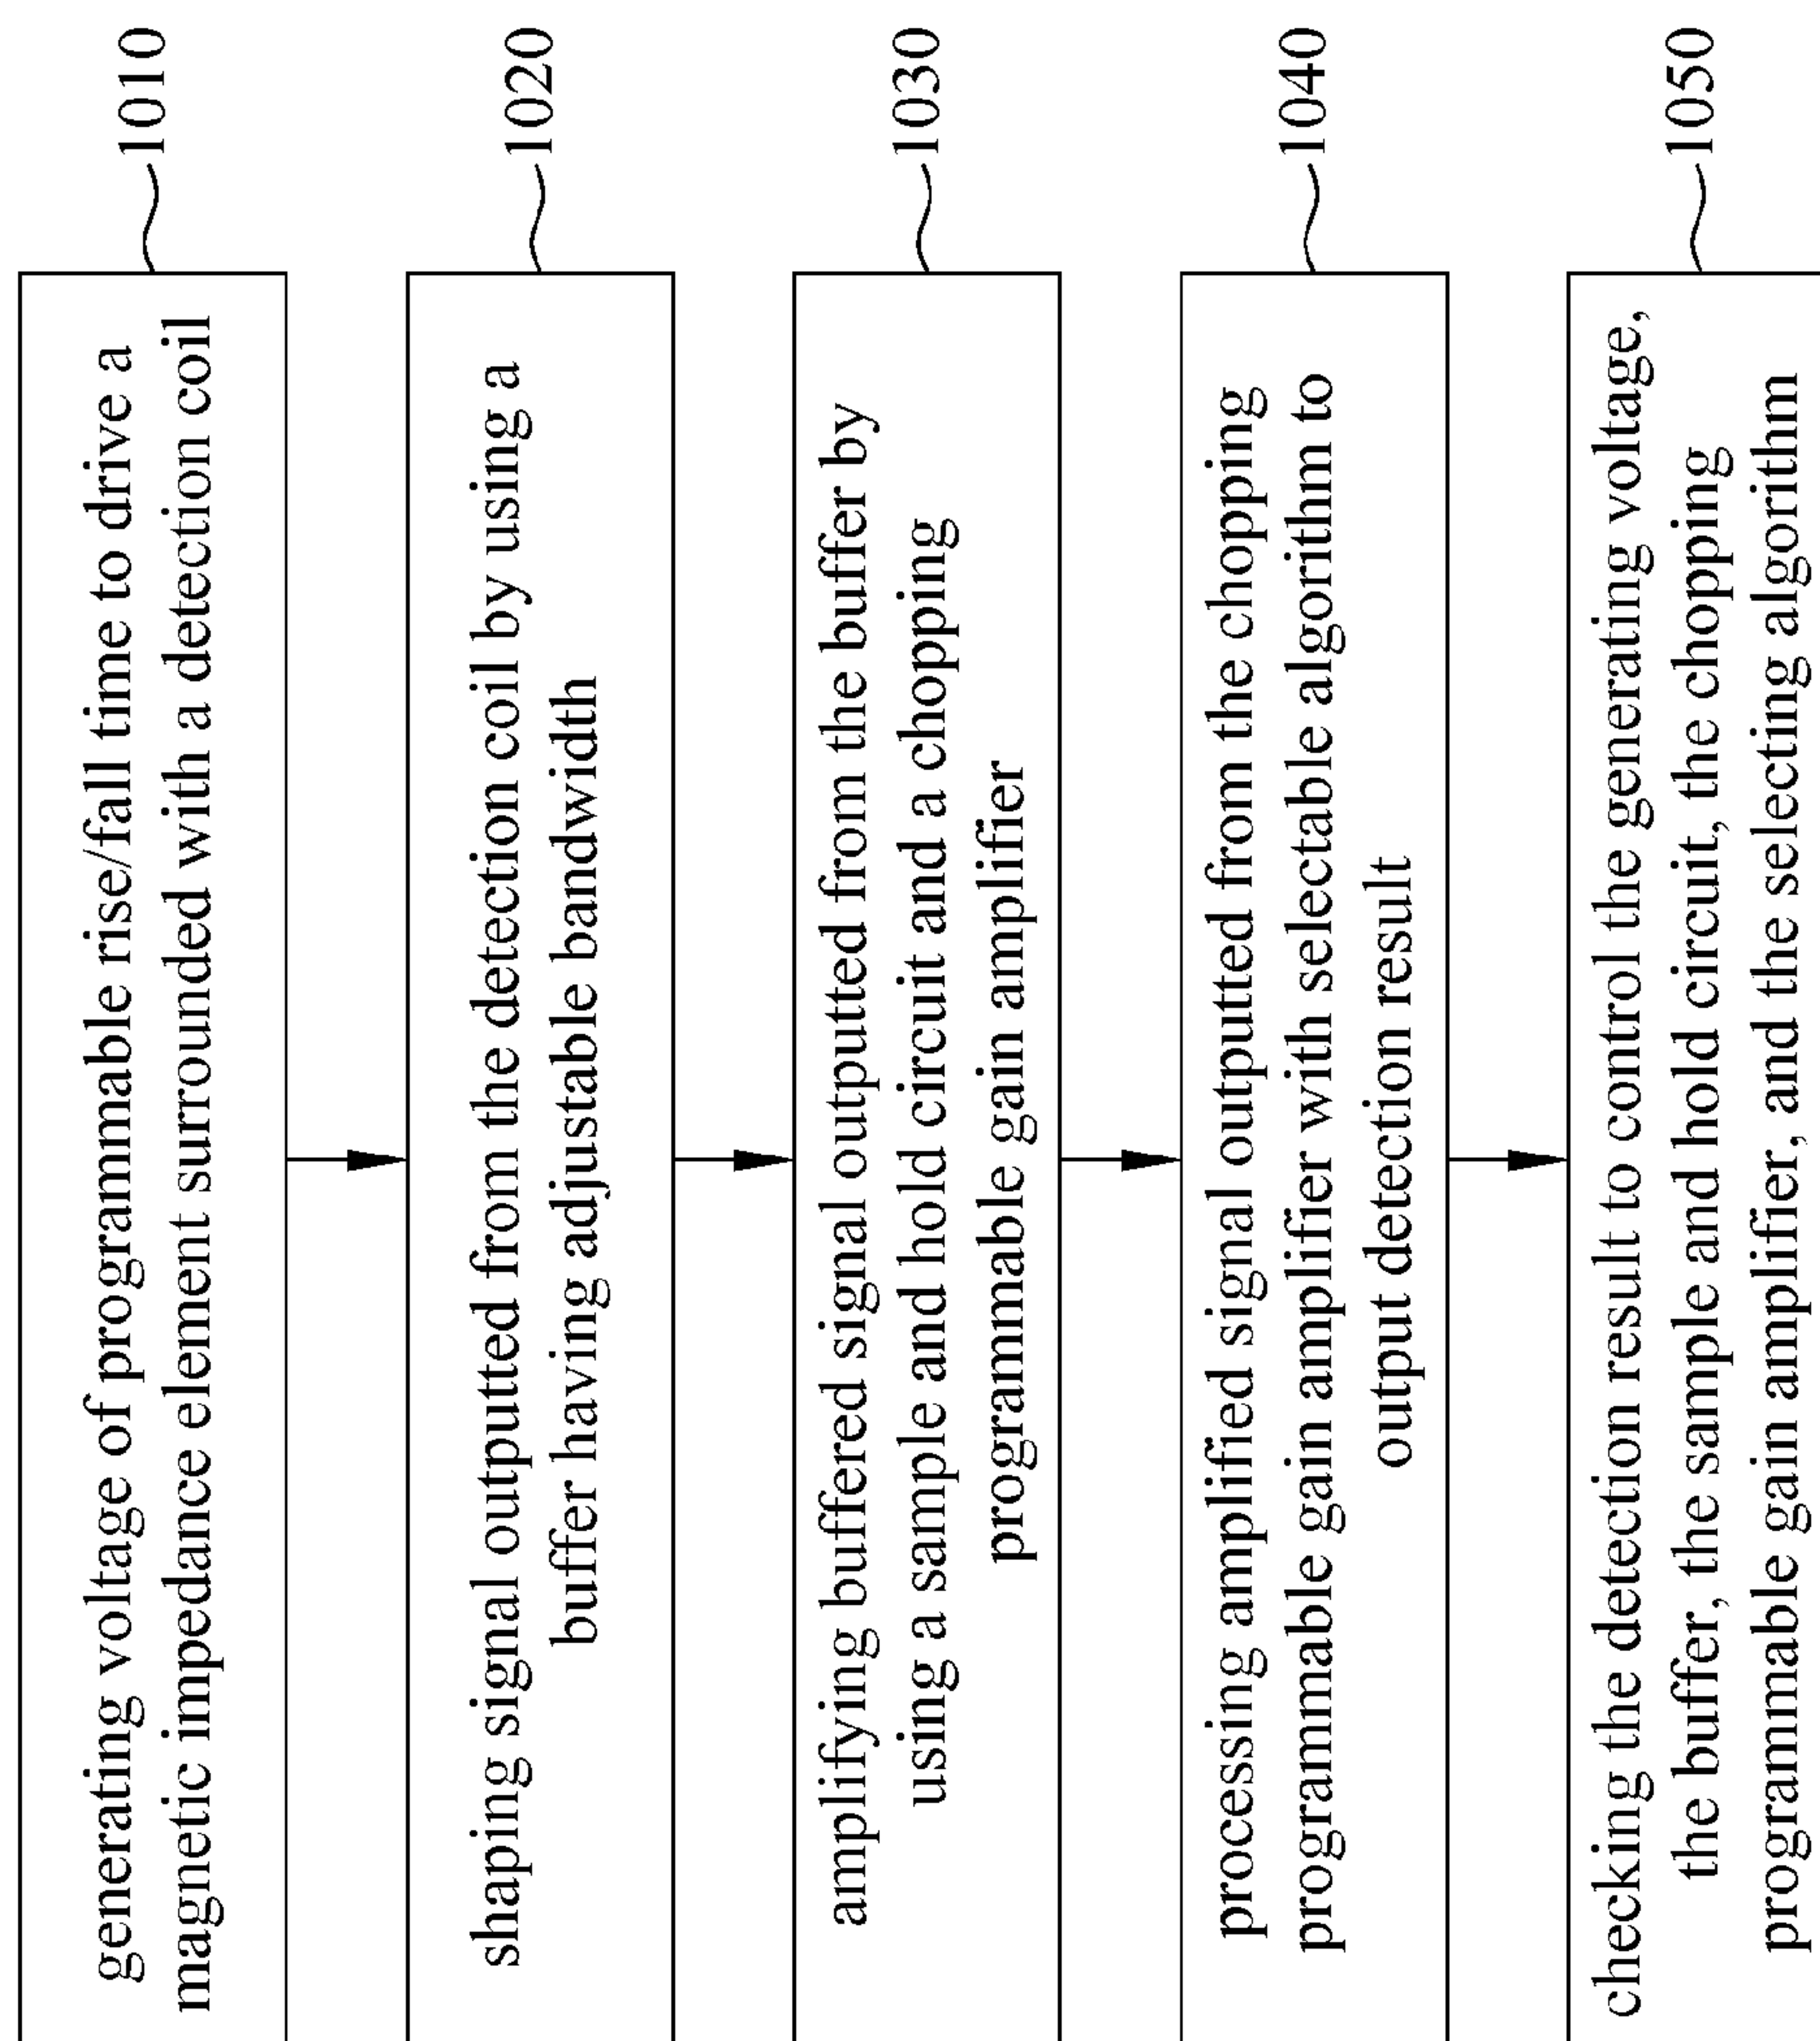 generating voltage of programmable rise/fall time to drive a
magnetic impedance element surrounded with a detection coil
1010
shaping signal outputted from the detection coil by using a
buffer having adjustable bandwidth
1020
amplifying buffered signal outputted from the buffer by
using a sample and hold circuit and a chopping
programmable gain amplifier
1030
processing amplified signal outputted from the chopping
programmable gain amplifier with selectable algorithm to
output detection result
1040
checking the detection result to control the generating voltage,
the buffer, the sample and hold circuit, the chopping
programmable gain amplifier, and the selecting algorithm
1050